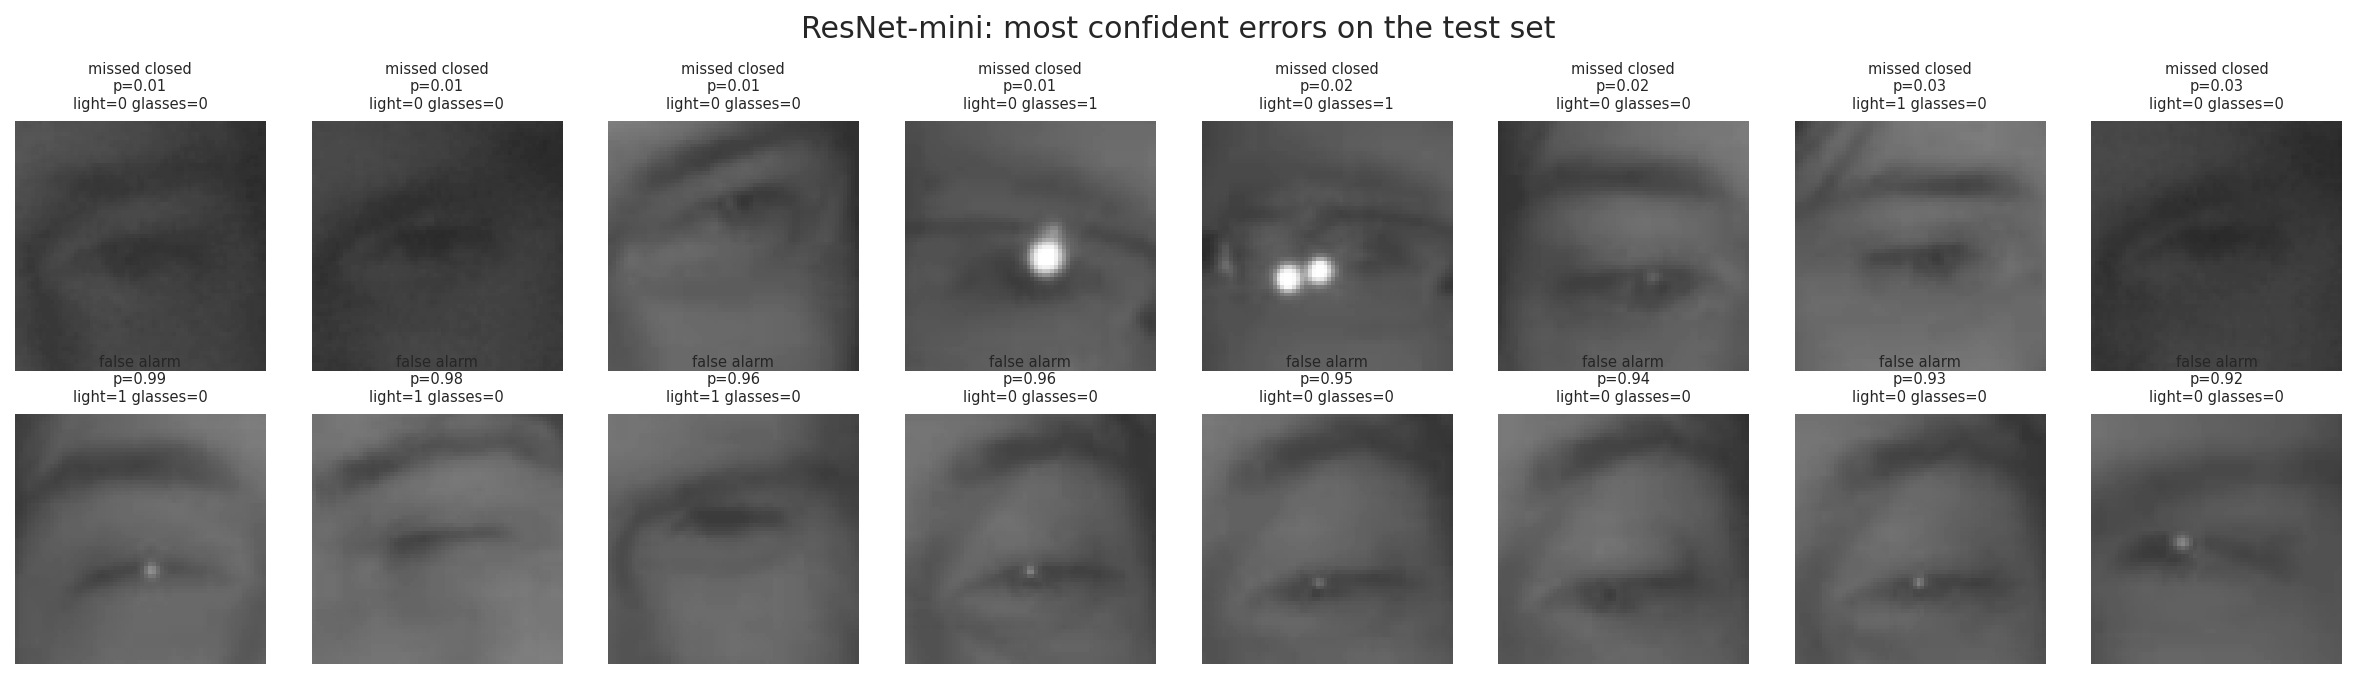 ResNet-mini: most confident errors on the test set
missed closed
p=0.01
light=0 glasses=0
missed closed
p=0.01
light=0 glasses=0
missed closed
p=0.01
light=0 glasses=0
missed closed
p=0.01
light=0 glasses=1
missed closed
p=0.02
light=0 glasses=1
missed closed
p=0.02
light=0 glasses=0
missed closed
p=0.03
light=1 glasses=0
missed closed
p=0.03
light=0 glasses=0
false alarm
p=0.99
light=1 glasses=0
false alarm
p=0.98
light=1 glasses=0
false alarm
p=0.96
light=1 glasses=0
false alarm
p=0.96
light=0 glasses=0
false alarm
p=0.95
light=0 glasses=0
false alarm
p=0.94
light=0 glasses=0
false alarm
p=0.93
light=0 glasses=0
false alarm
p=0.92
light=0 glasses=0